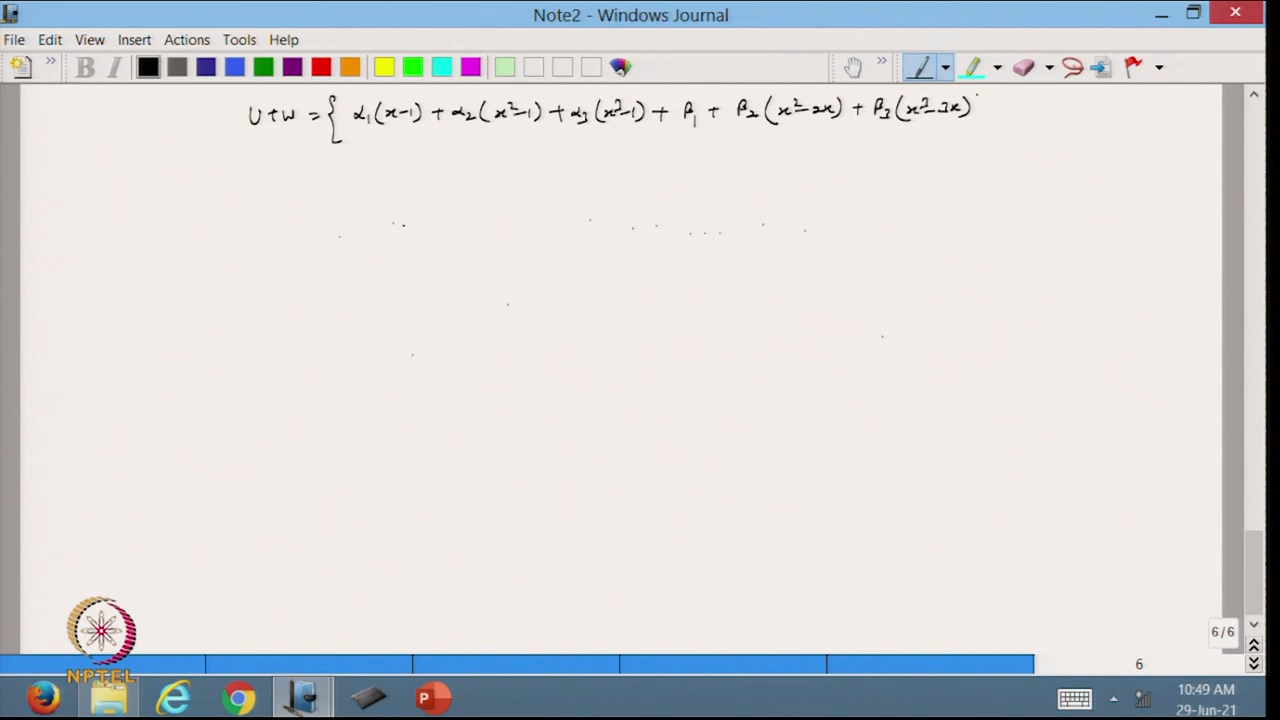 Note2 - Windows Journal
File Edit View Insert Actions Tools Help
U+W = { α₁(x-1) + α₂(x²-1) + α₃(x³-1) + β₁ + β₂(x²-2x) + β₃(x³-3x)
6/6
NPTEL
6
10:49 AM
29-Jun-21